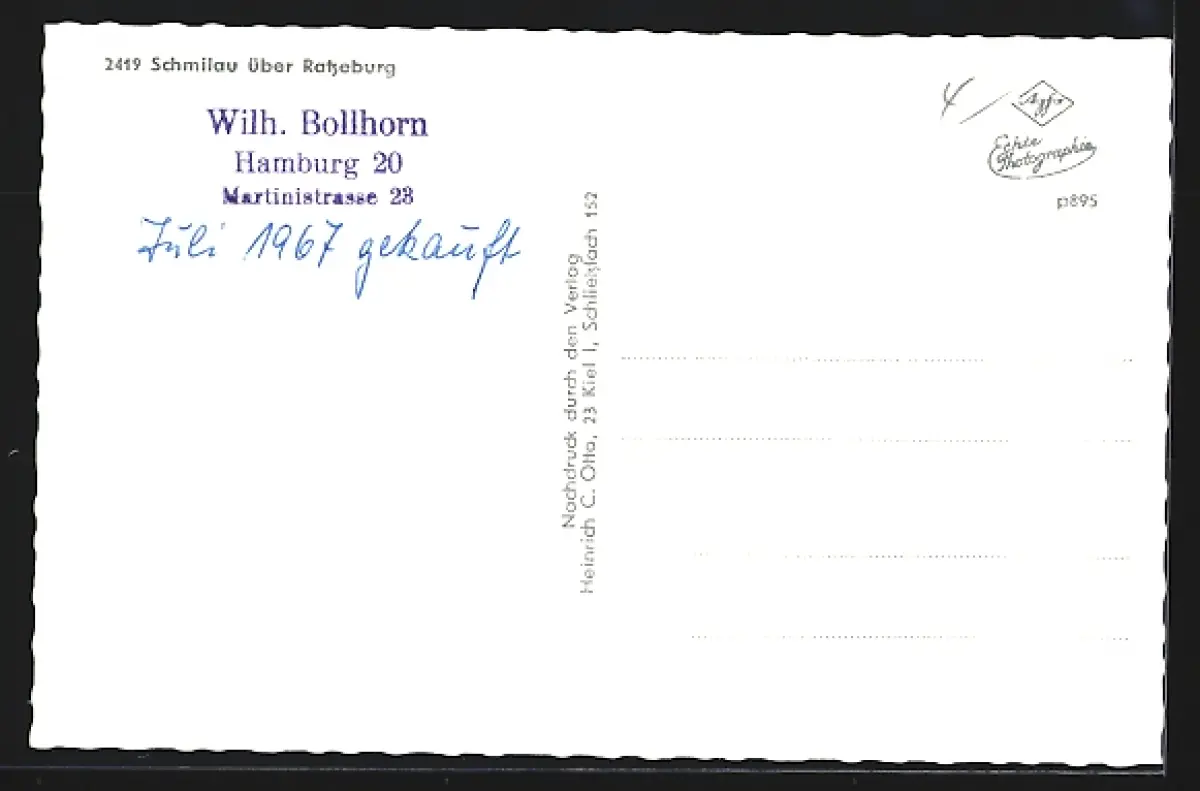 2419 Schmilau über Ratzeburg
Wilh. Bollhorn
Hamburg 20
Martinistrasse 23
Juli 1967 gekauft
Nachdruck durch den Verlag
Heinrich C. Otto, 23 Kiel 1, Schließfach 152
Agfa
Echte
Photographie
p895